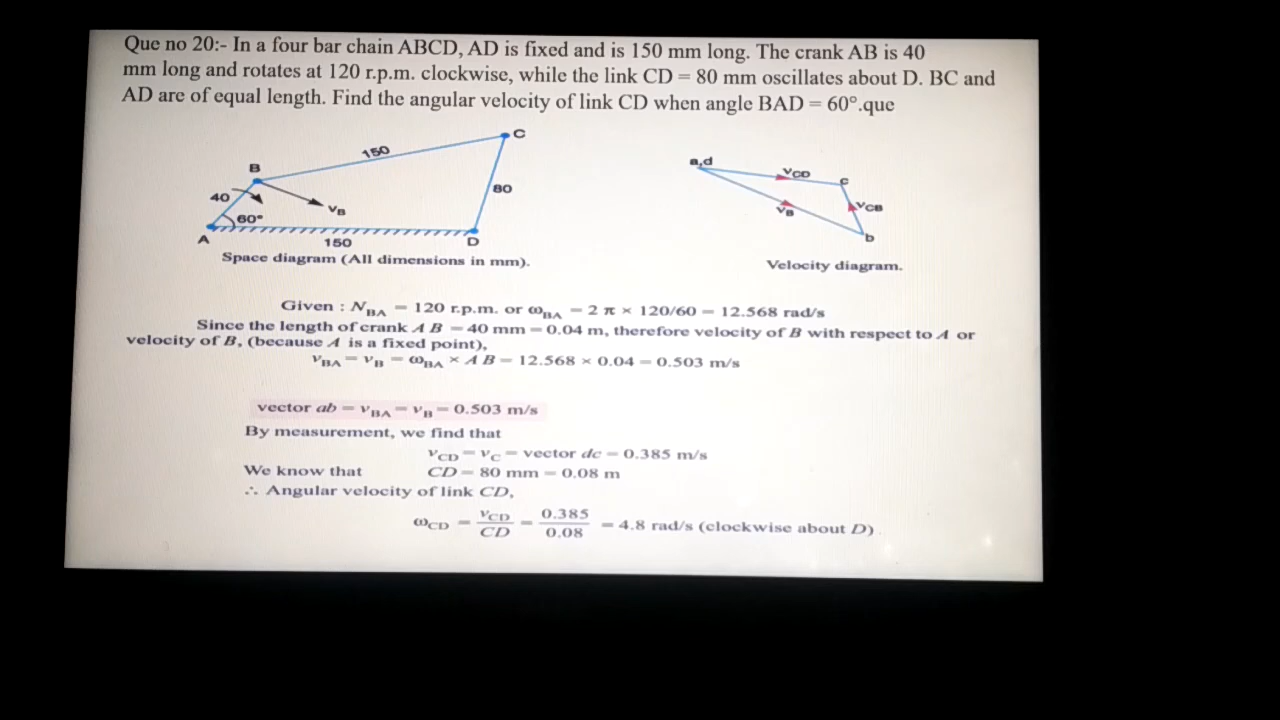 Que no 20:- In a four bar chain ABCD, AD is fixed and is 150 mm long. The crank AB is 40
mm long and rotates at 120 r.p.m. clockwise, while the link CD = 80 mm oscillates about D. BC and
AD are of equal length. Find the angular velocity of link CD when angle BAD = 60°.que
C
150
B
40
80
vB
60°
A
150
D
Space diagram (All dimensions in mm).
a,d
vCD
c
vCB
vB
b
Velocity diagram.
Given : NBA = 120 r.p.m. or ωBA = 2 π × 120/60 = 12.568 rad/s
Since the length of crank A B = 40 mm = 0.04 m, therefore velocity of B with respect to A or
velocity of B, (because A is a fixed point),
vBA = vB = ωBA × A B = 12.568 × 0.04 = 0.503 m/s
vector ab = vBA = vB = 0.503 m/s
By measurement, we find that
vCD = vC = vector dc = 0.385 m/s
We know that CD = 80 mm = 0.08 m
∴ Angular velocity of link CD,
ωCD = vCD/CD = 0.385/0.08 = 4.8 rad/s (clockwise about D)